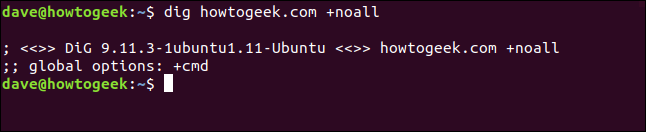 dave@howtogeek:~$ dig howtogeek.com +noall
; <<>> DiG 9.11.3-1ubuntu1.11-Ubuntu <<>> howtogeek.com +noall
;; global options: +cmd
dave@howtogeek:~$